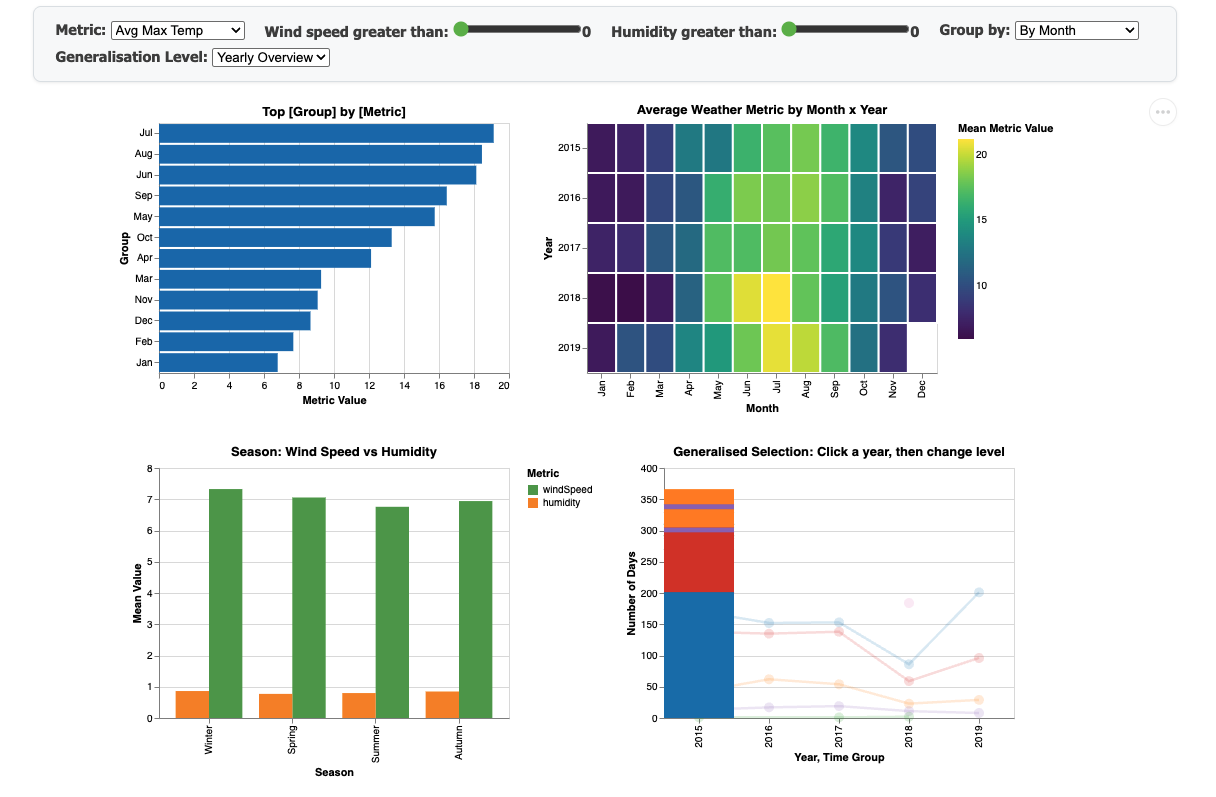 Metric: Avg Max Temp Wind speed greater than: 0 Humidity greater than: 0 Group by: By Month
Generalisation Level: Yearly Overview
Top [Group] by [Metric]
Group
Jul
Aug
Jun
Sep
May
Oct
Apr
Mar
Nov
Dec
Feb
Jan
0 2 4 6 8 10 12 14 16 18 20
Metric Value
Average Weather Metric by Month x Year
Year
2015
2016
2017
2018
2019
Jan Feb Mar Apr May Jun Jul Aug Sep Oct Nov Dec
Month
Mean Metric Value
20
15
10
Season: Wind Speed vs Humidity
Mean Value
8
7
6
5
4
3
2
1
0
Winter Spring Summer Autumn
Season
Metric
windSpeed
humidity
Generalised Selection: Click a year, then change level
Number of Days
400
350
300
250
200
150
100
50
0
2015 2016 2017 2018 2019
Year, Time Group